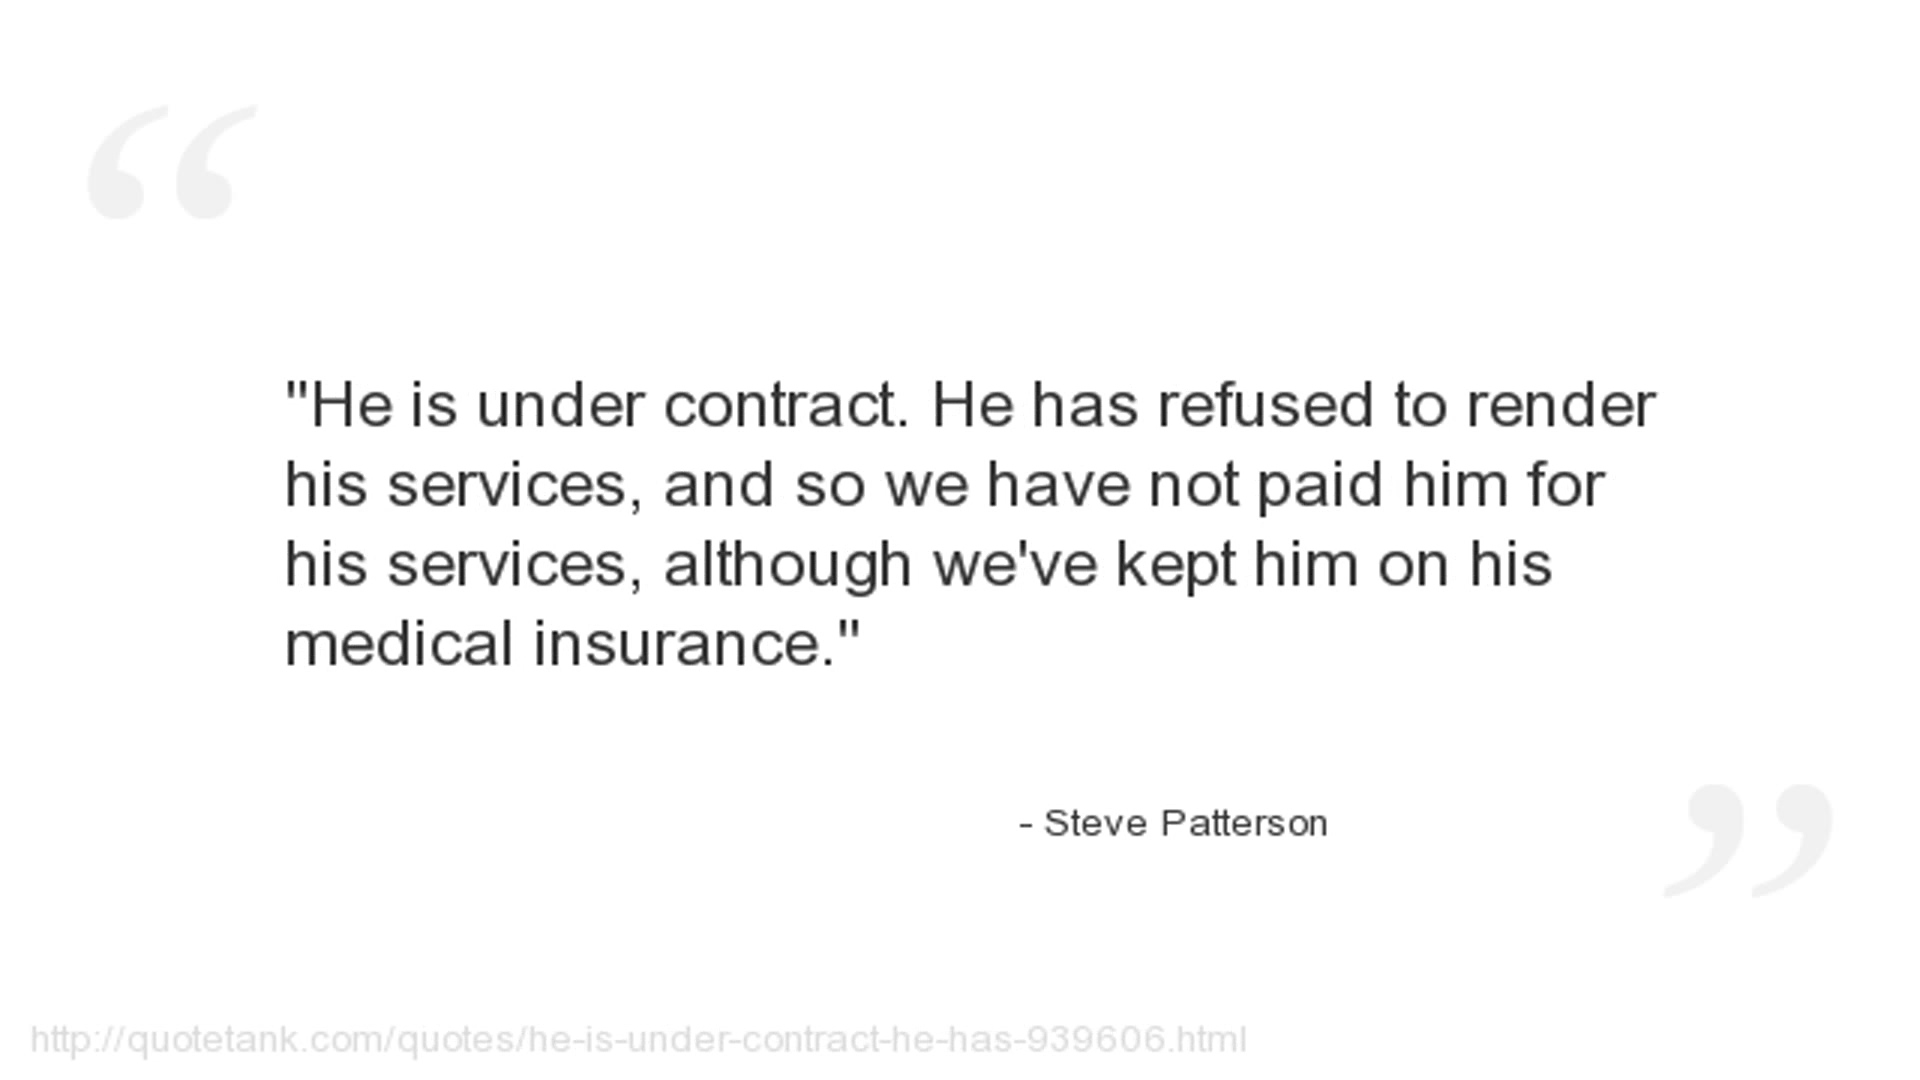 “
"He is under contract. He has refused to render
his services, and so we have not paid him for
his services, although we've kept him on his
medical insurance."
- Steve Patterson
”
http://quotetank.com/quotes/he-is-under-contract-he-has-939606.html